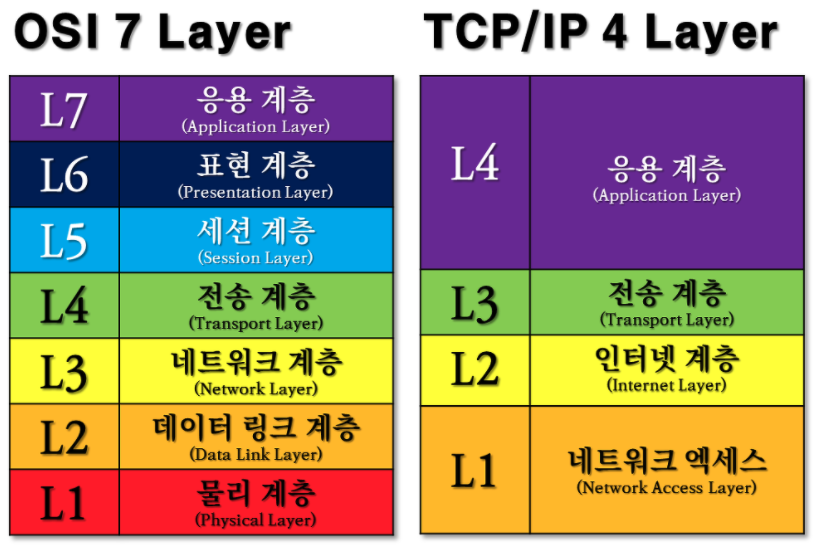 OSI 7 Layer
L7
응용 계층
(Application Layer)
L6
표현 계층
(Presentation Layer)
L5
세션 계층
(Session Layer)
L4
전송 계층
(Transport Layer)
L3
네트워크 계층
(Network Layer)
L2
데이터 링크 계층
(Data Link Layer)
L1
물리 계층
(Physical Layer)
TCP/IP 4 Layer
L4
응용 계층
(Application Layer)
L3
전송 계층
(Transport Layer)
L2
인터넷 계층
(Internet Layer)
L1
네트워크 엑세스
(Network Access Layer)